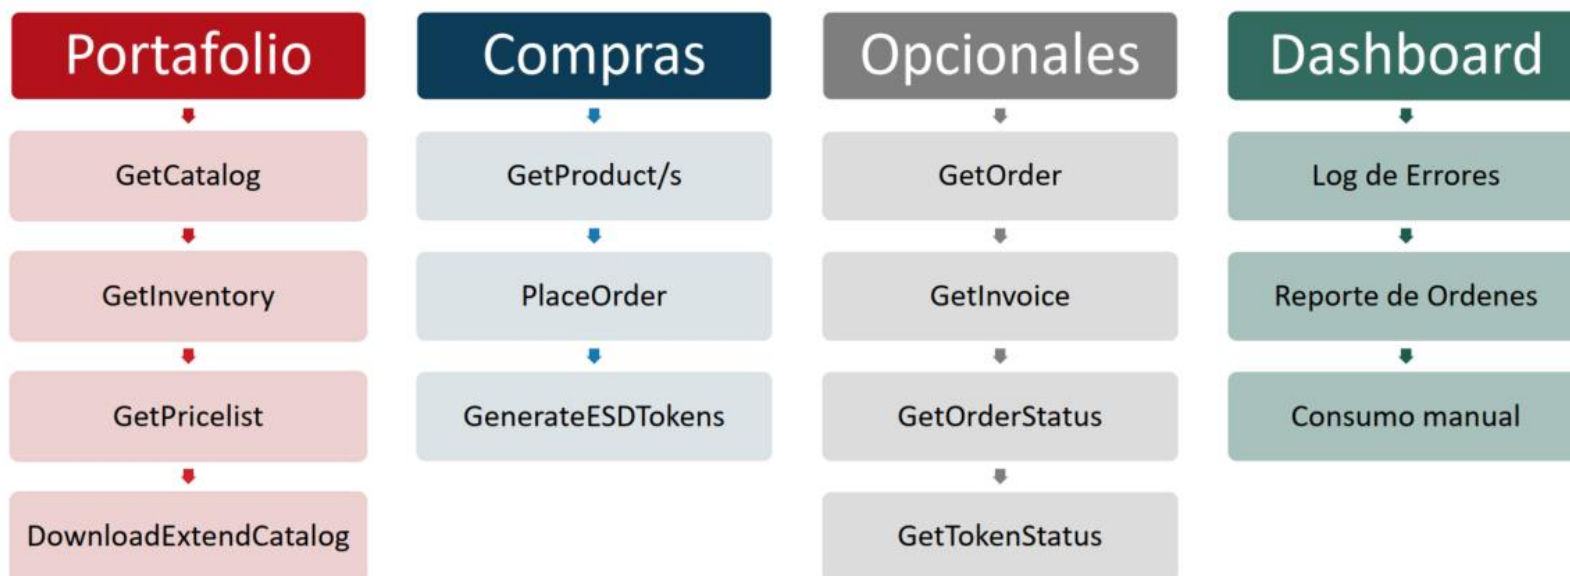 Portafolio
GetCatalog
GetInventory
GetPricelist
DownloadExtendCatalog
Compras
GetProduct/s
PlaceOrder
GenerateESDTokens
Opcionales
GetOrder
GetInvoice
GetOrderStatus
GetTokenStatus
Dashboard
Log de Errores
Reporte de Ordenes
Consumo manual